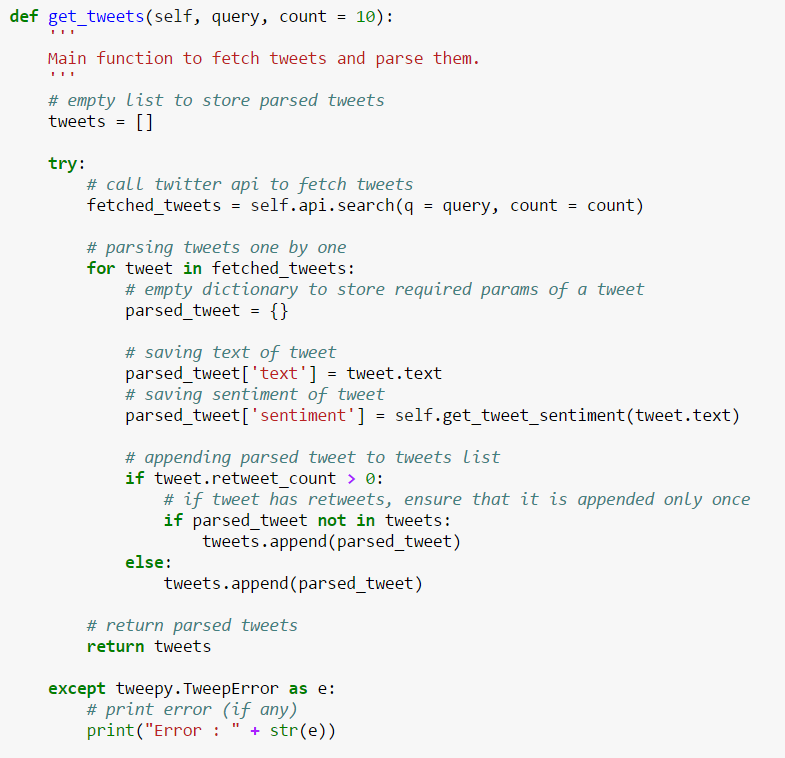 def get_tweets(self, query, count = 10):
    '''
    Main function to fetch tweets and parse them.
    '''
    # empty list to store parsed tweets
    tweets = []

    try:
        # call twitter api to fetch tweets
        fetched_tweets = self.api.search(q = query, count = count)

        # parsing tweets one by one
        for tweet in fetched_tweets:
            # empty dictionary to store required params of a tweet
            parsed_tweet = {}

            # saving text of tweet
            parsed_tweet['text'] = tweet.text
            # saving sentiment of tweet
            parsed_tweet['sentiment'] = self.get_tweet_sentiment(tweet.text)

            # appending parsed tweet to tweets list
            if tweet.retweet_count > 0:
                # if tweet has retweets, ensure that it is appended only once
                if parsed_tweet not in tweets:
                    tweets.append(parsed_tweet)
            else:
                tweets.append(parsed_tweet)

        # return parsed tweets
        return tweets

    except tweepy.TweepError as e:
        # print error (if any)
        print("Error : " + str(e))